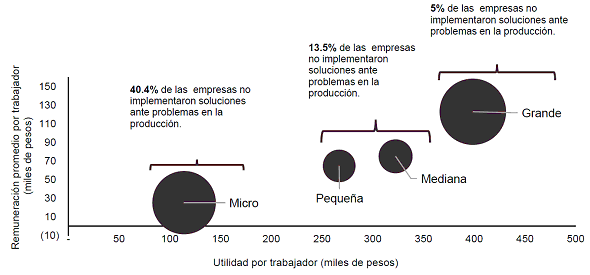 5% de las  empresas no
implementaron soluciones ante
problemas en la producción.
13.5% de las  empresas
no implementaron
soluciones ante
problemas en la
producción.
40.4% de las  empresas no
implementaron soluciones
ante problemas en la
producción.
Remuneración promedio por trabajador
(miles de pesos)
150
130
110
90
70
50
30
10
(10)
Grande
Mediana
Pequeña
Micro
-
50
100
150
200
250
300
350
400
450
500
Utilidad por trabajador (miles de pesos)